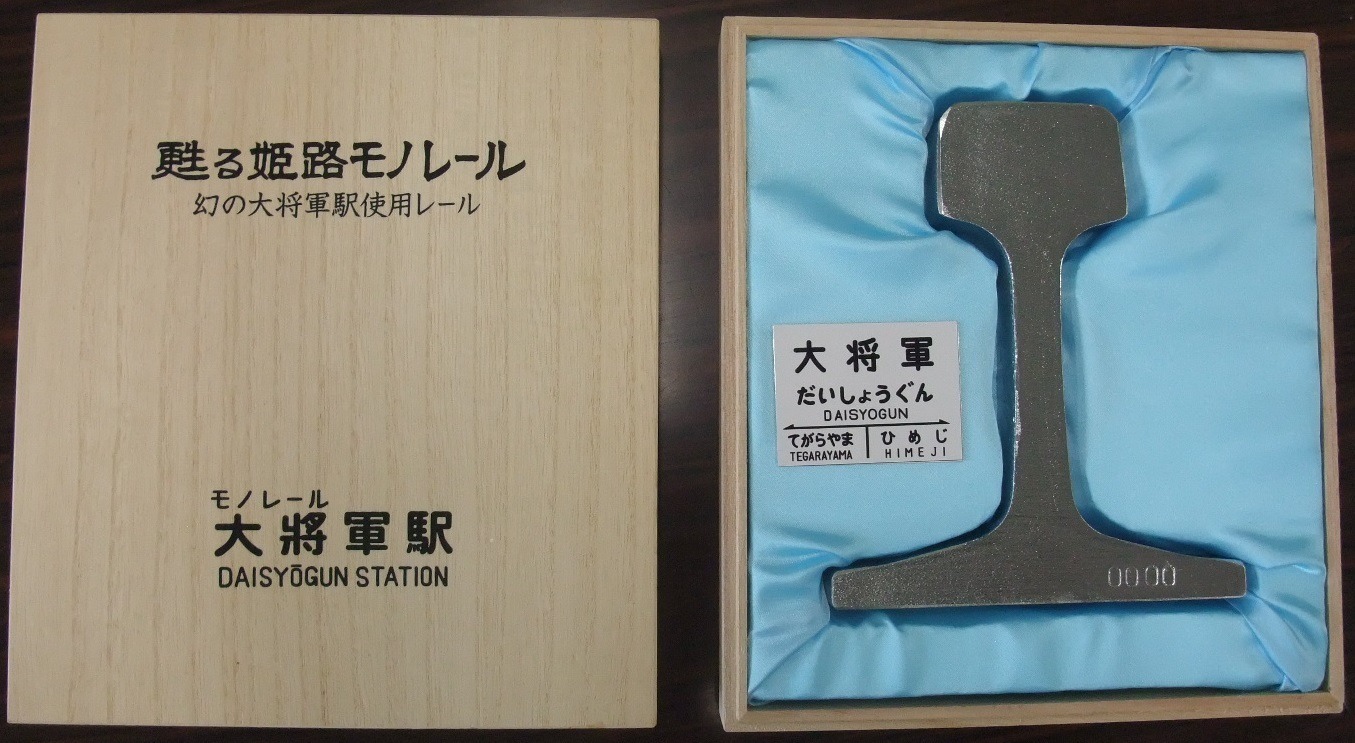 甦る姫路モノレール
幻の大将軍駅使用レール
モノレール
大將軍駅
DAISYŌGUN STATION
大将軍
だいしょうぐん
DAISYOGUN
てがらやま ひめじ
TEGARAYAMA HIMEJI
0000